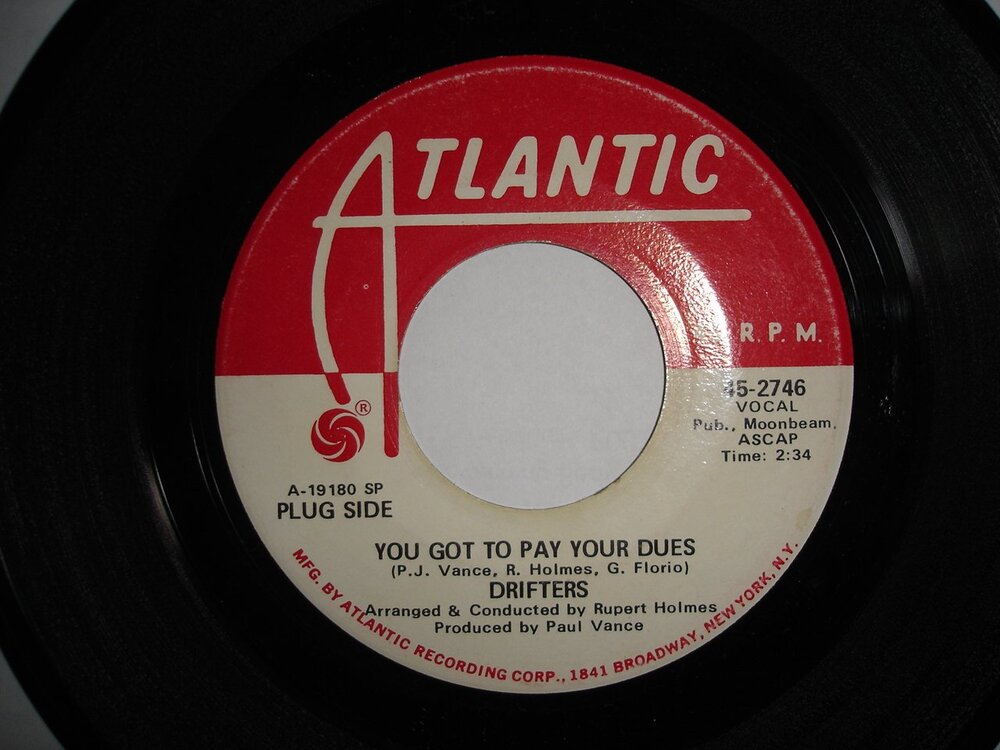 ATLANTIC
R. P. M.
45-2746
VOCAL
Pub., Moonbeam,
ASCAP
Time: 2:34
®
A-19180 SP
PLUG SIDE
YOU GOT TO PAY YOUR DUES
(P.J. Vance, R. Holmes, G. Florio)
DRIFTERS
Arranged & Conducted by Rupert Holmes
Produced by Paul Vance
MFG. BY ATLANTIC RECORDING CORP., 1841 BROADWAY, NEW YORK, N.Y.